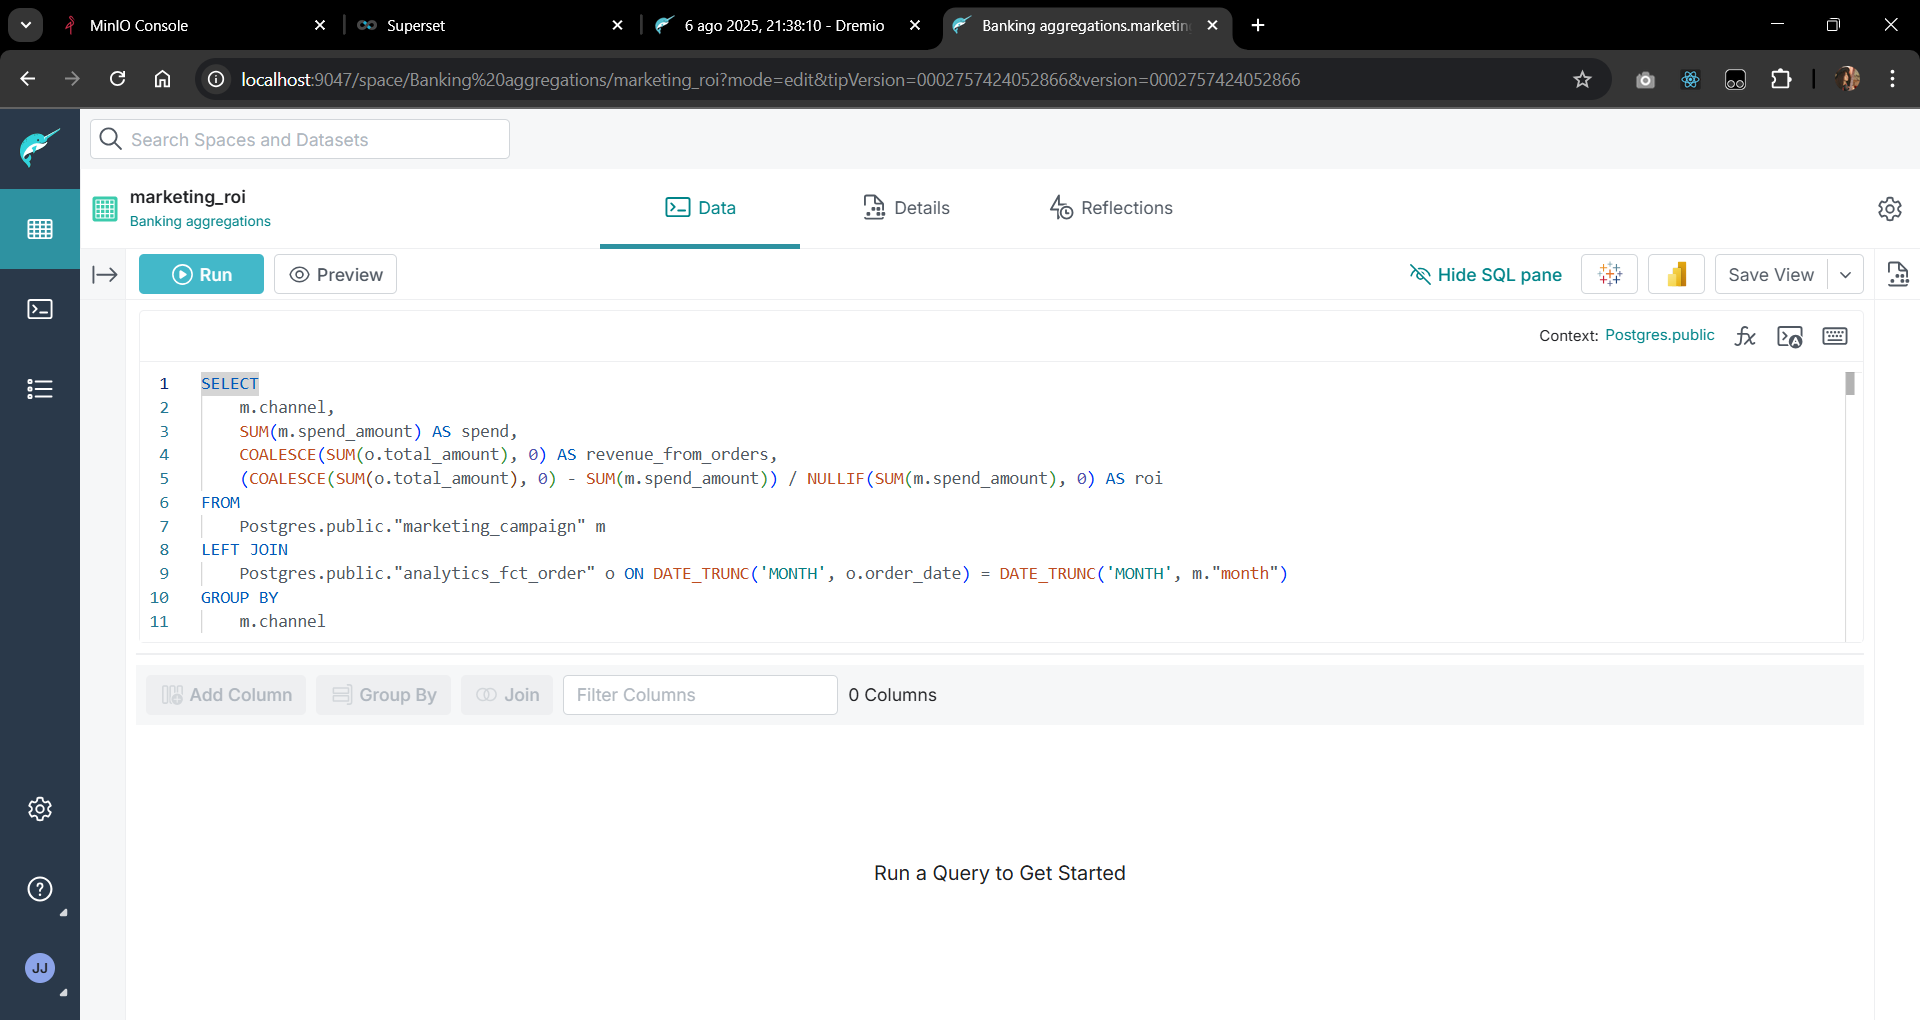 MinIO Console
Superset
6 ago 2025, 21:38:10 - Dremio
Banking aggregations.marketin
localhost:9047/space/Banking%20aggregations/marketing_roi?mode=edit&tipVersion=0002757424052866&version=0002757424052866
Search Spaces and Datasets
marketing_roi
Banking aggregations
Data
Details
Reflections
Run
Preview
Hide SQL pane
Save View
Context: Postgres.public
fx
1 SELECT
2 m.channel,
3 SUM(m.spend_amount) AS spend,
4 COALESCE(SUM(o.total_amount), 0) AS revenue_from_orders,
5 (COALESCE(SUM(o.total_amount), 0) - SUM(m.spend_amount)) / NULLIF(SUM(m.spend_amount), 0) AS roi
6 FROM
7 Postgres.public."marketing_campaign" m
8 LEFT JOIN
9 Postgres.public."analytics_fct_order" o ON DATE_TRUNC('MONTH', o.order_date) = DATE_TRUNC('MONTH', m."month")
10 GROUP BY
11 m.channel
Add Column
Group By
Join
Filter Columns
0 Columns
Run a Query to Get Started
JJ